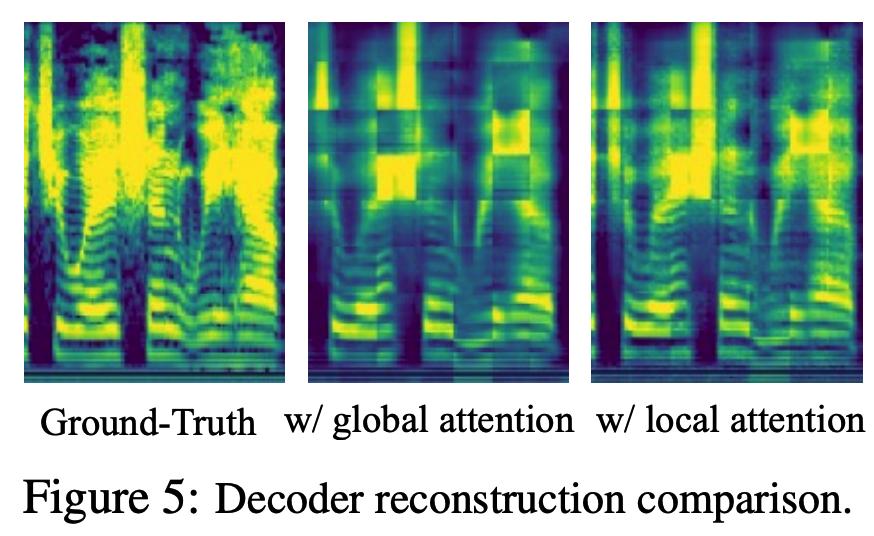 Ground-Truth w/ global attention w/ local attention
Figure 5: Decoder reconstruction comparison.